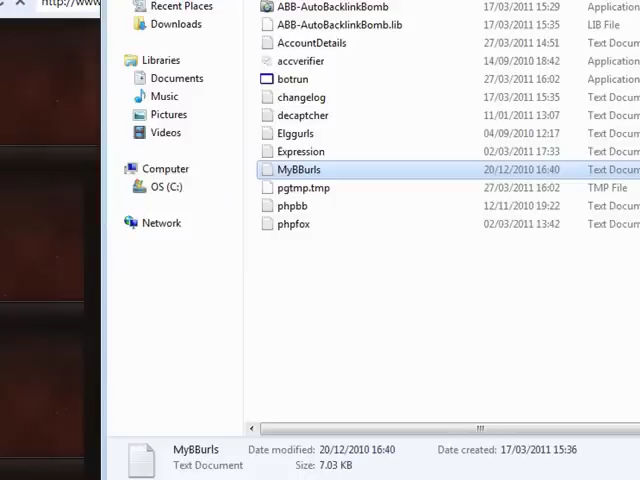 http://www
Recent Places
Downloads
Libraries
Documents
Music
Pictures
Videos
Computer
OS (C:)
Network
ABB-AutoBacklinkBomb 17/03/2011 15:29 Application
ABB-AutoBacklinkBomb.lib 17/03/2011 15:35 LIB File
AccountDetails 27/03/2011 14:51 Text Docum
accverifier 14/09/2010 18:42 Application
botrun 27/03/2011 16:02 Application
changelog 17/03/2011 15:35 Text Docum
decaptcher 11/01/2011 13:07 Text Docum
Elggurls 04/09/2010 12:17 Text Docum
Expression 02/03/2011 17:33 Text Docum
MyBBurls 20/12/2010 16:40 Text Docum
pgtmp.tmp 27/03/2011 16:02 TMP File
phpbb 12/11/2010 19:22 Text Docum
phpfox 02/03/2011 13:42 Text Docum
MyBBurls Date modified: 20/12/2010 16:40 Date created: 17/03/2011 15:36
Text Document Size: 7.03 KB